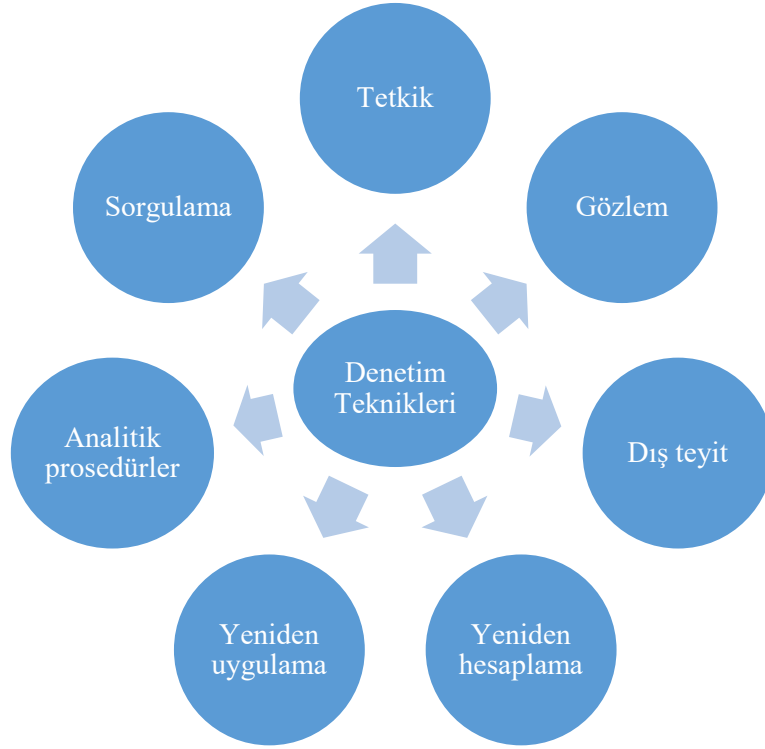 Tetkik
Gözlem
Dış teyit
Yeniden
hesaplama
Yeniden
uygulama
Analitik
prosedürler
Sorgulama
Denetim
Teknikleri